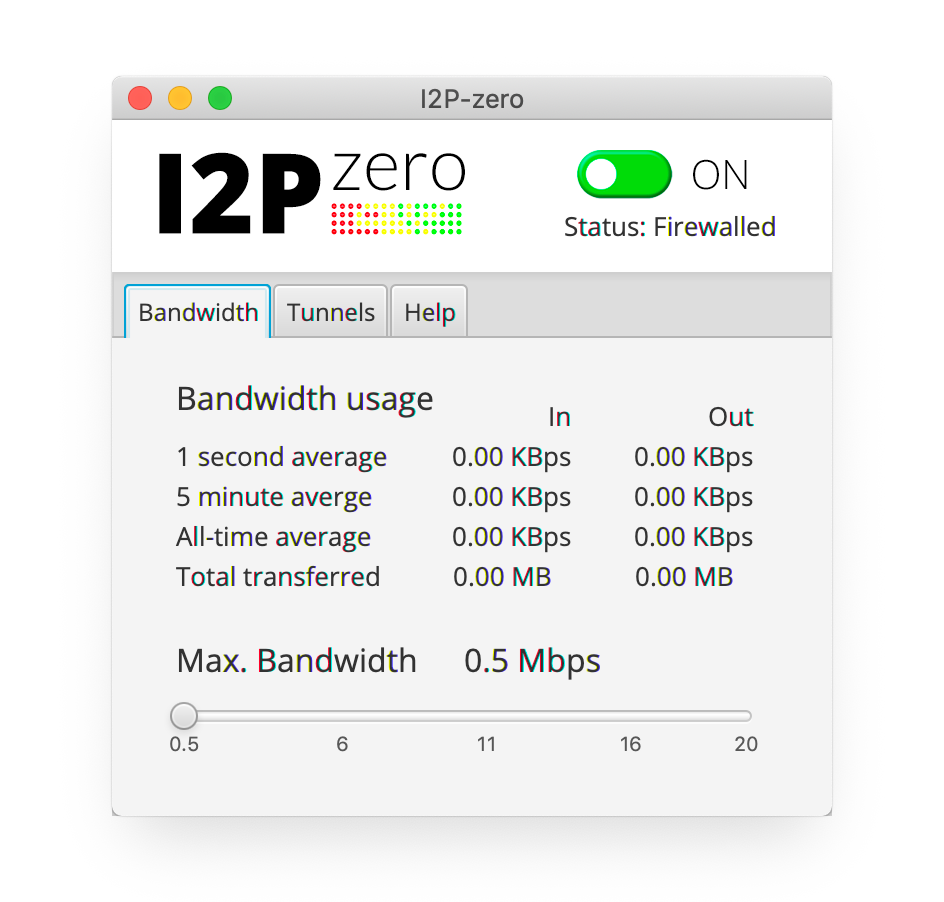 I2P-zero
I2P zero
ON
Status: Firewalled
Bandwidth Tunnels Help
Bandwidth usage
In Out
1 second average 0.00 KBps 0.00 KBps
5 minute averge 0.00 KBps 0.00 KBps
All-time average 0.00 KBps 0.00 KBps
Total transferred 0.00 MB 0.00 MB
Max. Bandwidth 0.5 Mbps
0.5 6 11 16 20